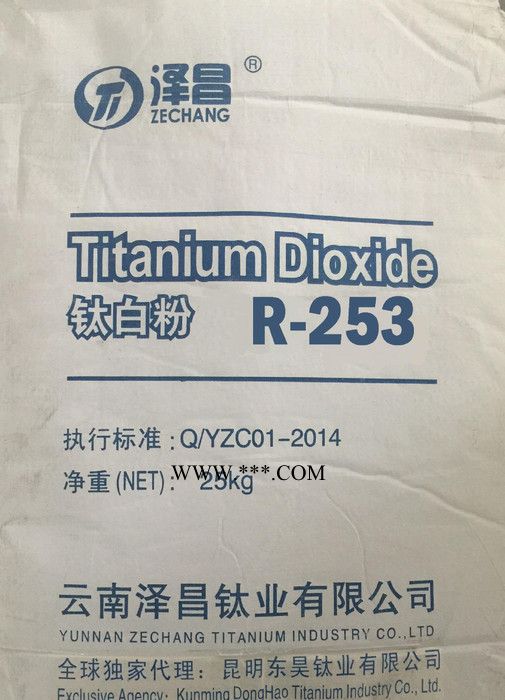 Ti 泽昌 ®
ZECHANG
Titanium Dioxide
钛白粉 R-253
执行标准：Q/YZC01-2014
净重(NET)： 25kg
WWW.***.COM
云南泽昌钛业有限公司
YUNNAN ZECHANG TITANIUM INDUSTRY CO.,LTD
全球独家代理：昆明东昊钛业有限公司
Exclusive Agency: Kunming DongHao Titanium Industry Co., Ltd.